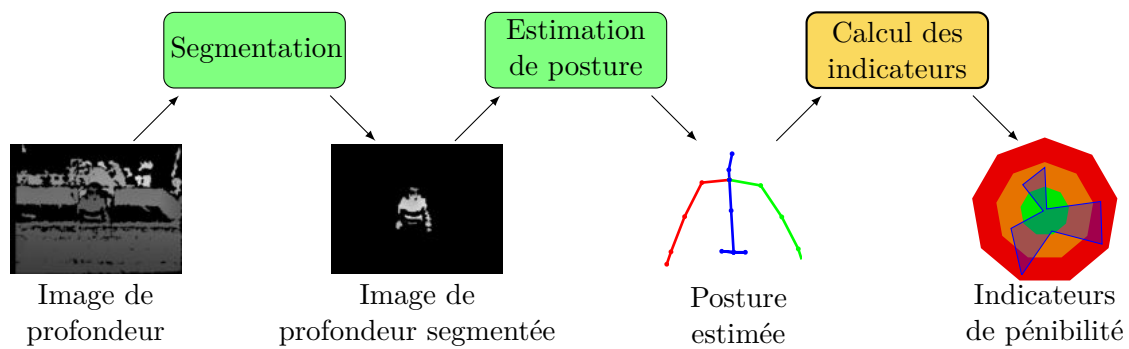 Segmentation
Estimation
de posture
Calcul des
indicateurs
Image de
profondeur
Image de
profondeur segmentée
Posture
estimée
Indicateurs
de pénibilité